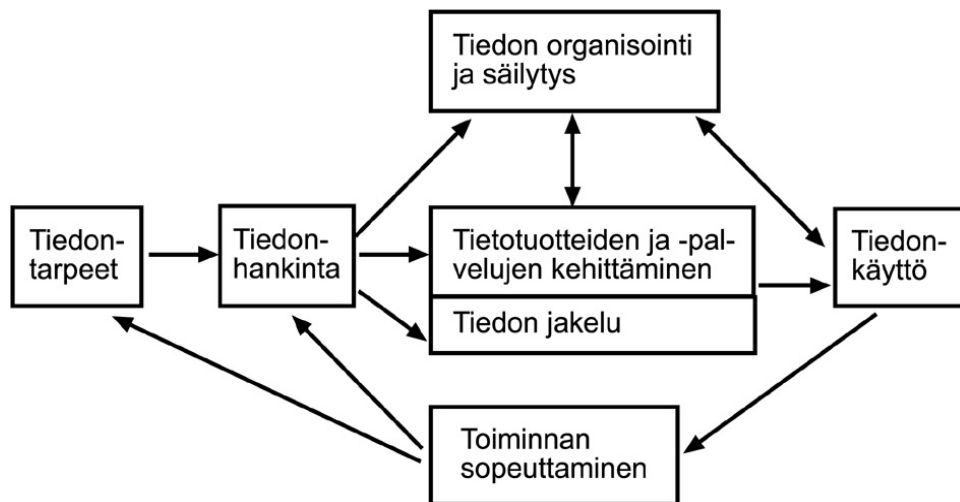 Tiedon organisointi
ja säilytys
Tiedon-
tarpeet
Tiedon-
hankinta
Tietotuotteiden ja -pal-
velujen kehittäminen
Tiedon jakelu
Tiedon-
käyttö
Toiminnan
sopeuttaminen